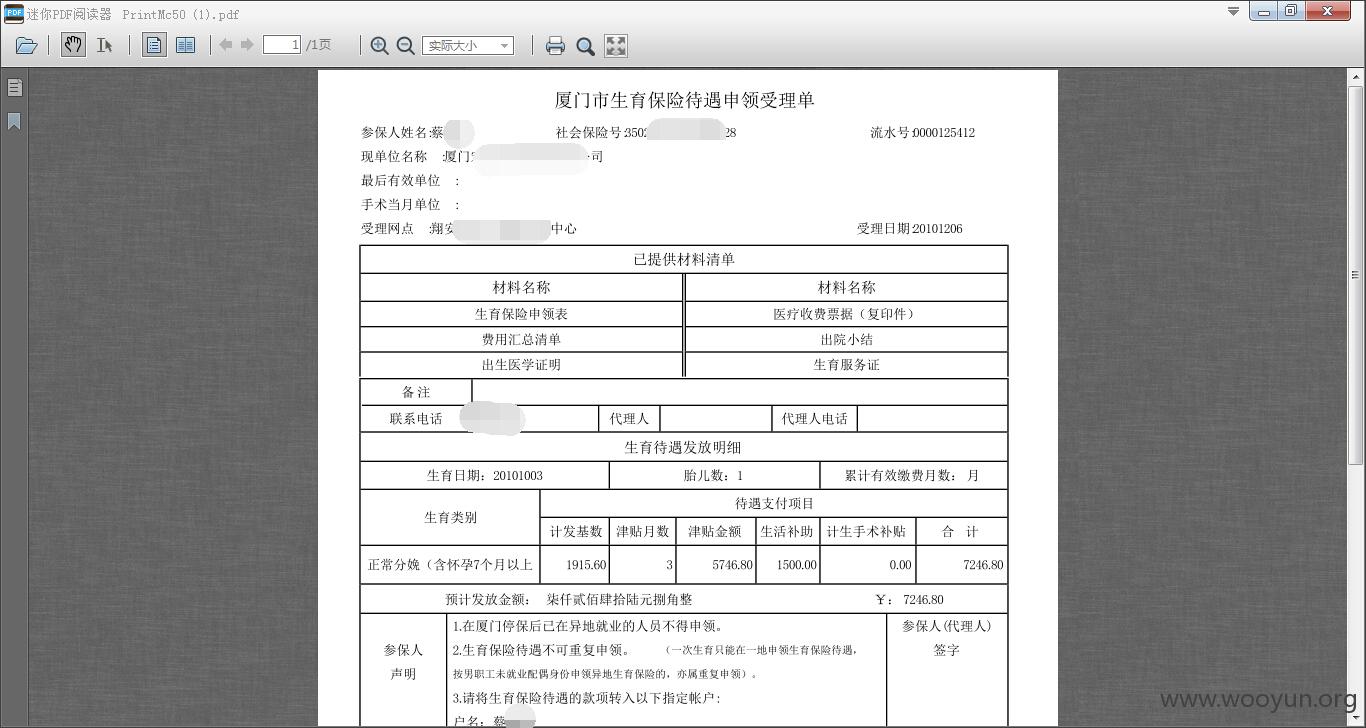 迷你PDF阅读器 PrintMc50 (1).pdf
1 /1页 实际大小
厦门市生育保险待遇申领受理单
参保人姓名:蔡 社会保险号:3502 28 流水号:0000125412
现单位名称 :厦门 司
最后有效单位 :
手术当月单位 :
受理网点 :翔安 中心 受理日期:20101206
已提供材料清单
材料名称 材料名称
生育保险申领表 医疗收费票据（复印件）
费用汇总清单 出院小结
出生医学证明 生育服务证
备 注
联系电话 代理人 代理人电话
生育待遇发放明细
生育日期：20101003 胎儿数：1 累计有效缴费月数： 月
生育类别 待遇支付项目
计发基数 津贴月数 津贴金额 生活补助 计生手术补贴 合 计
正常分娩（含怀孕7个月以上 1915.60 3 5746.80 1500.00 0.00 7246.80
预计发放金额： 柒仟贰佰肆拾陆元捌角整 ￥： 7246.80
参保人声明
1.在厦门停保后已在异地就业的人员不得申领。
2.生育保险待遇不可重复申领。 （一次生育只能在一地申领生育保险待遇，
按男职工未就业配偶身份申领异地生育保险的，亦属重复申领）。
3.请将生育保险待遇的款项转入以下指定帐户:
户名：蔡
参保人(代理人)
签字
www.wooyun.org